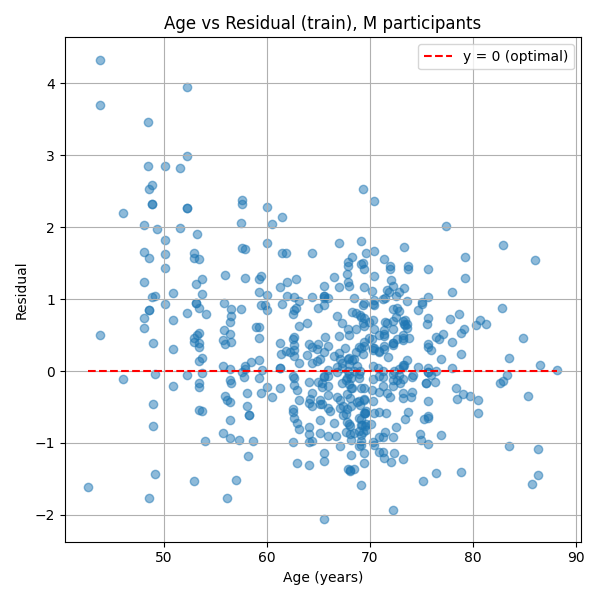 Age vs Residual (train), M participants
y = 0 (optimal)
4
3
2
1
0
−1
−2
Residual
50 60 70 80 90
Age (years)